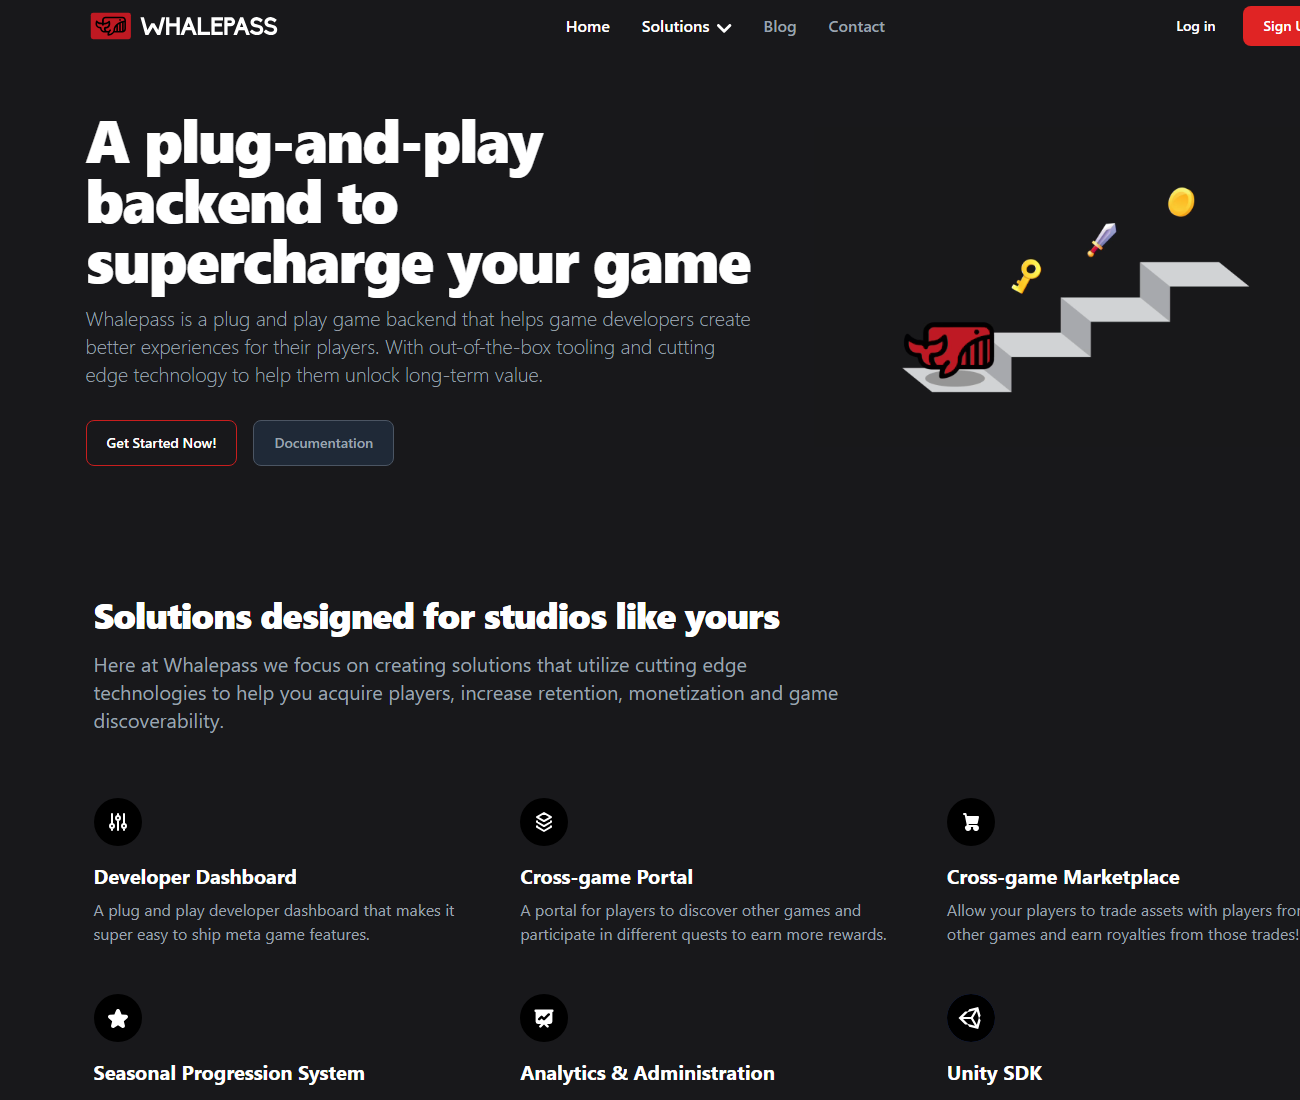 WHALEPASS
Home Solutions Blog Contact
Log in Sign U
A plug-and-play
backend to
supercharge your game
Whalepass is a plug and play game backend that helps game developers create
better experiences for their players. With out-of-the-box tooling and cutting
edge technology to help them unlock long-term value.
Get Started Now! Documentation
Solutions designed for studios like yours
Here at Whalepass we focus on creating solutions that utilize cutting edge
technologies to help you acquire players, increase retention, monetization and game
discoverability.
Developer Dashboard
A plug and play developer dashboard that makes it
super easy to ship meta game features.
Cross-game Portal
A portal for players to discover other games and
participate in different quests to earn more rewards.
Cross-game Marketplace
Allow your players to trade assets with players from
other games and earn royalties from those trades!
Seasonal Progression System
Analytics & Administration
Unity SDK